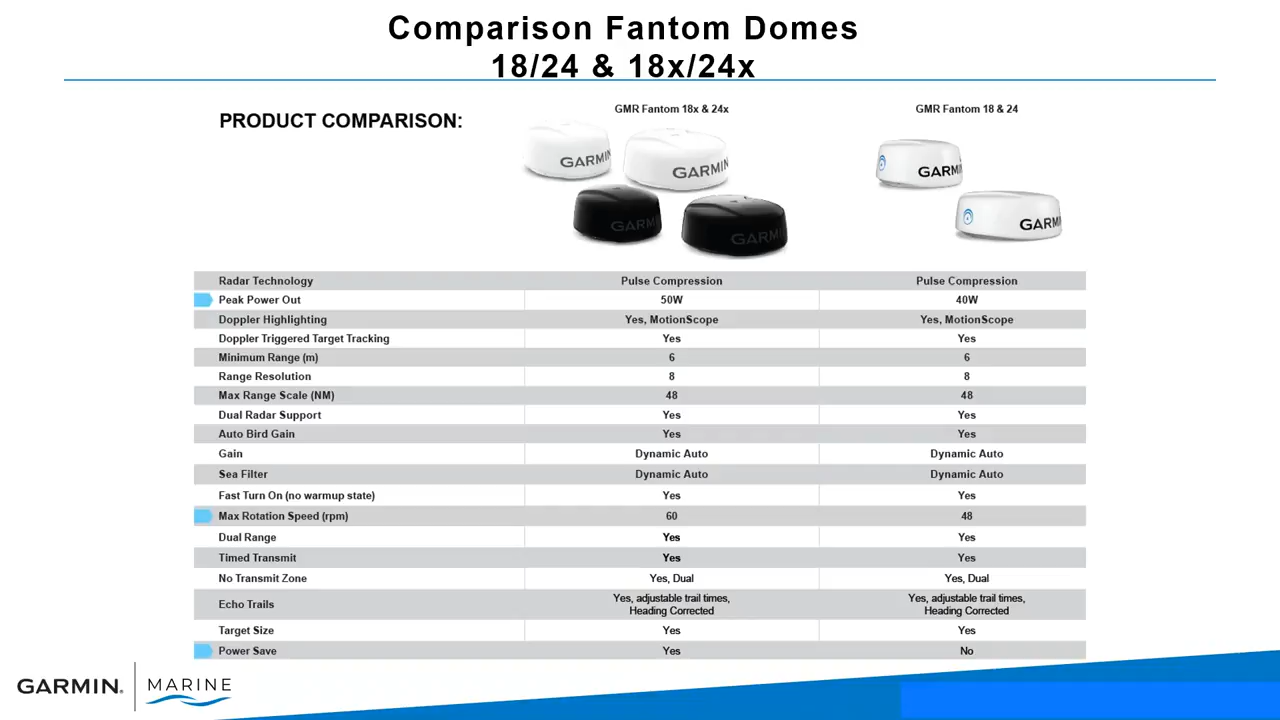 Comparison Fantom Domes
18/24 & 18x/24x
PRODUCT COMPARISON:
GMR Fantom 18x & 24x
GMR Fantom 18 & 24
GARMIN
GARMIN
GARMIN
GARMIN
GARMIN
GARMIN
Radar Technology Pulse Compression Pulse Compression
Peak Power Out 50W 40W
Doppler Highlighting Yes, MotionScope Yes, MotionScope
Doppler Triggered Target Tracking Yes Yes
Minimum Range (m) 6 6
Range Resolution 8 8
Max Range Scale (NM) 48 48
Dual Radar Support Yes Yes
Auto Bird Gain Yes Yes
Gain Dynamic Auto Dynamic Auto
Sea Filter Dynamic Auto Dynamic Auto
Fast Turn On (no warmup state) Yes Yes
Max Rotation Speed (rpm) 60 48
Dual Range Yes Yes
Timed Transmit Yes Yes
No Transmit Zone Yes, Dual Yes, Dual
Echo Trails Yes, adjustable trail times, Yes, adjustable trail times,
Heading Corrected Heading Corrected
Target Size Yes Yes
Power Save Yes No
GARMIN. MARINE